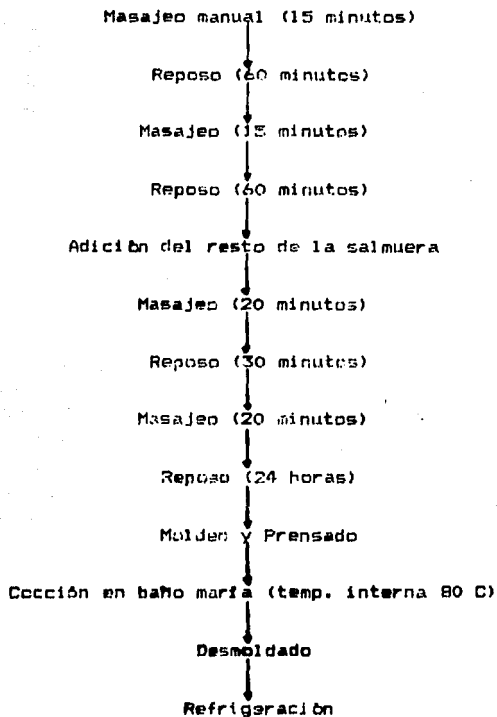 Masajeo manual (15 minutos)
Reposo (60 minutos)
Masajeo (15 minutos)
Reposo (60 minutos)
Adición del resto de la salmuera
Masajeo (20 minutos)
Reposo (30 minutos)
Masajeo (20 minutos)
Reposo (24 horas)
Moldeo y Prensado
Cocción en baño maría (temp. interna 80 C)
Desmoldado
Refrigeración